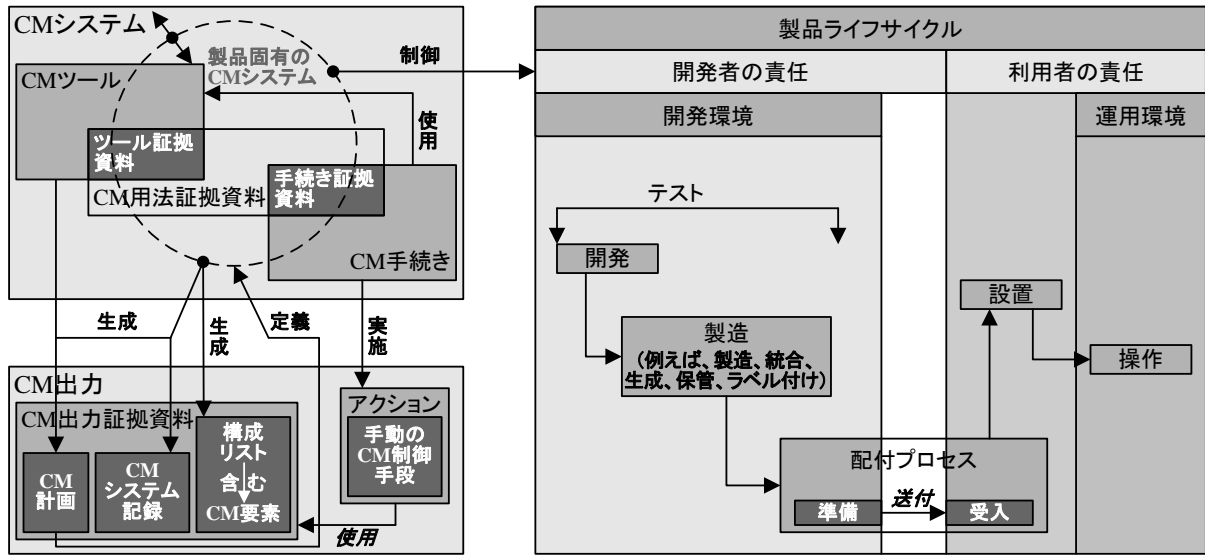 CMシステム
製品固有の
CMシステム
CMツール
ツール証拠
資料
CM用法証拠資料
手続き証拠
資料
CM手続き
使
用
制御
生成
生
成
定義
実
施
CM出力
CM出力証拠資料
CM
計画
CM
システム
記録
構成
リスト
含む
CM要素
アクション
手動の
CM制御
手段
使用
製品ライフサイクル
開発者の責任
利用者の責任
開発環境
運用環境
テスト
開発
製造
(例えば、製造、統合、
生成、保管、ラベル付け)
設置
操作
配付プロセス
準備
送付
受入